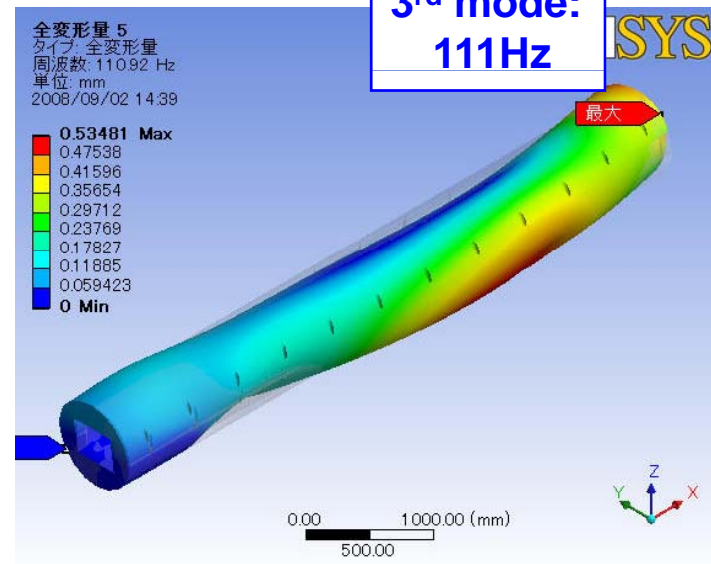 3rd mode:
111Hz
SYS
全変形量 5
タイプ: 全変形量
周波数: 110.92 Hz
単位: mm
2008/09/02 14:39
0.53481 Max
0.47538
0.41596
0.35654
0.29712
0.23769
0.17827
0.11885
0.059423
0 Min
最大
0.00 1000.00 (mm)
500.00
Z
Y X